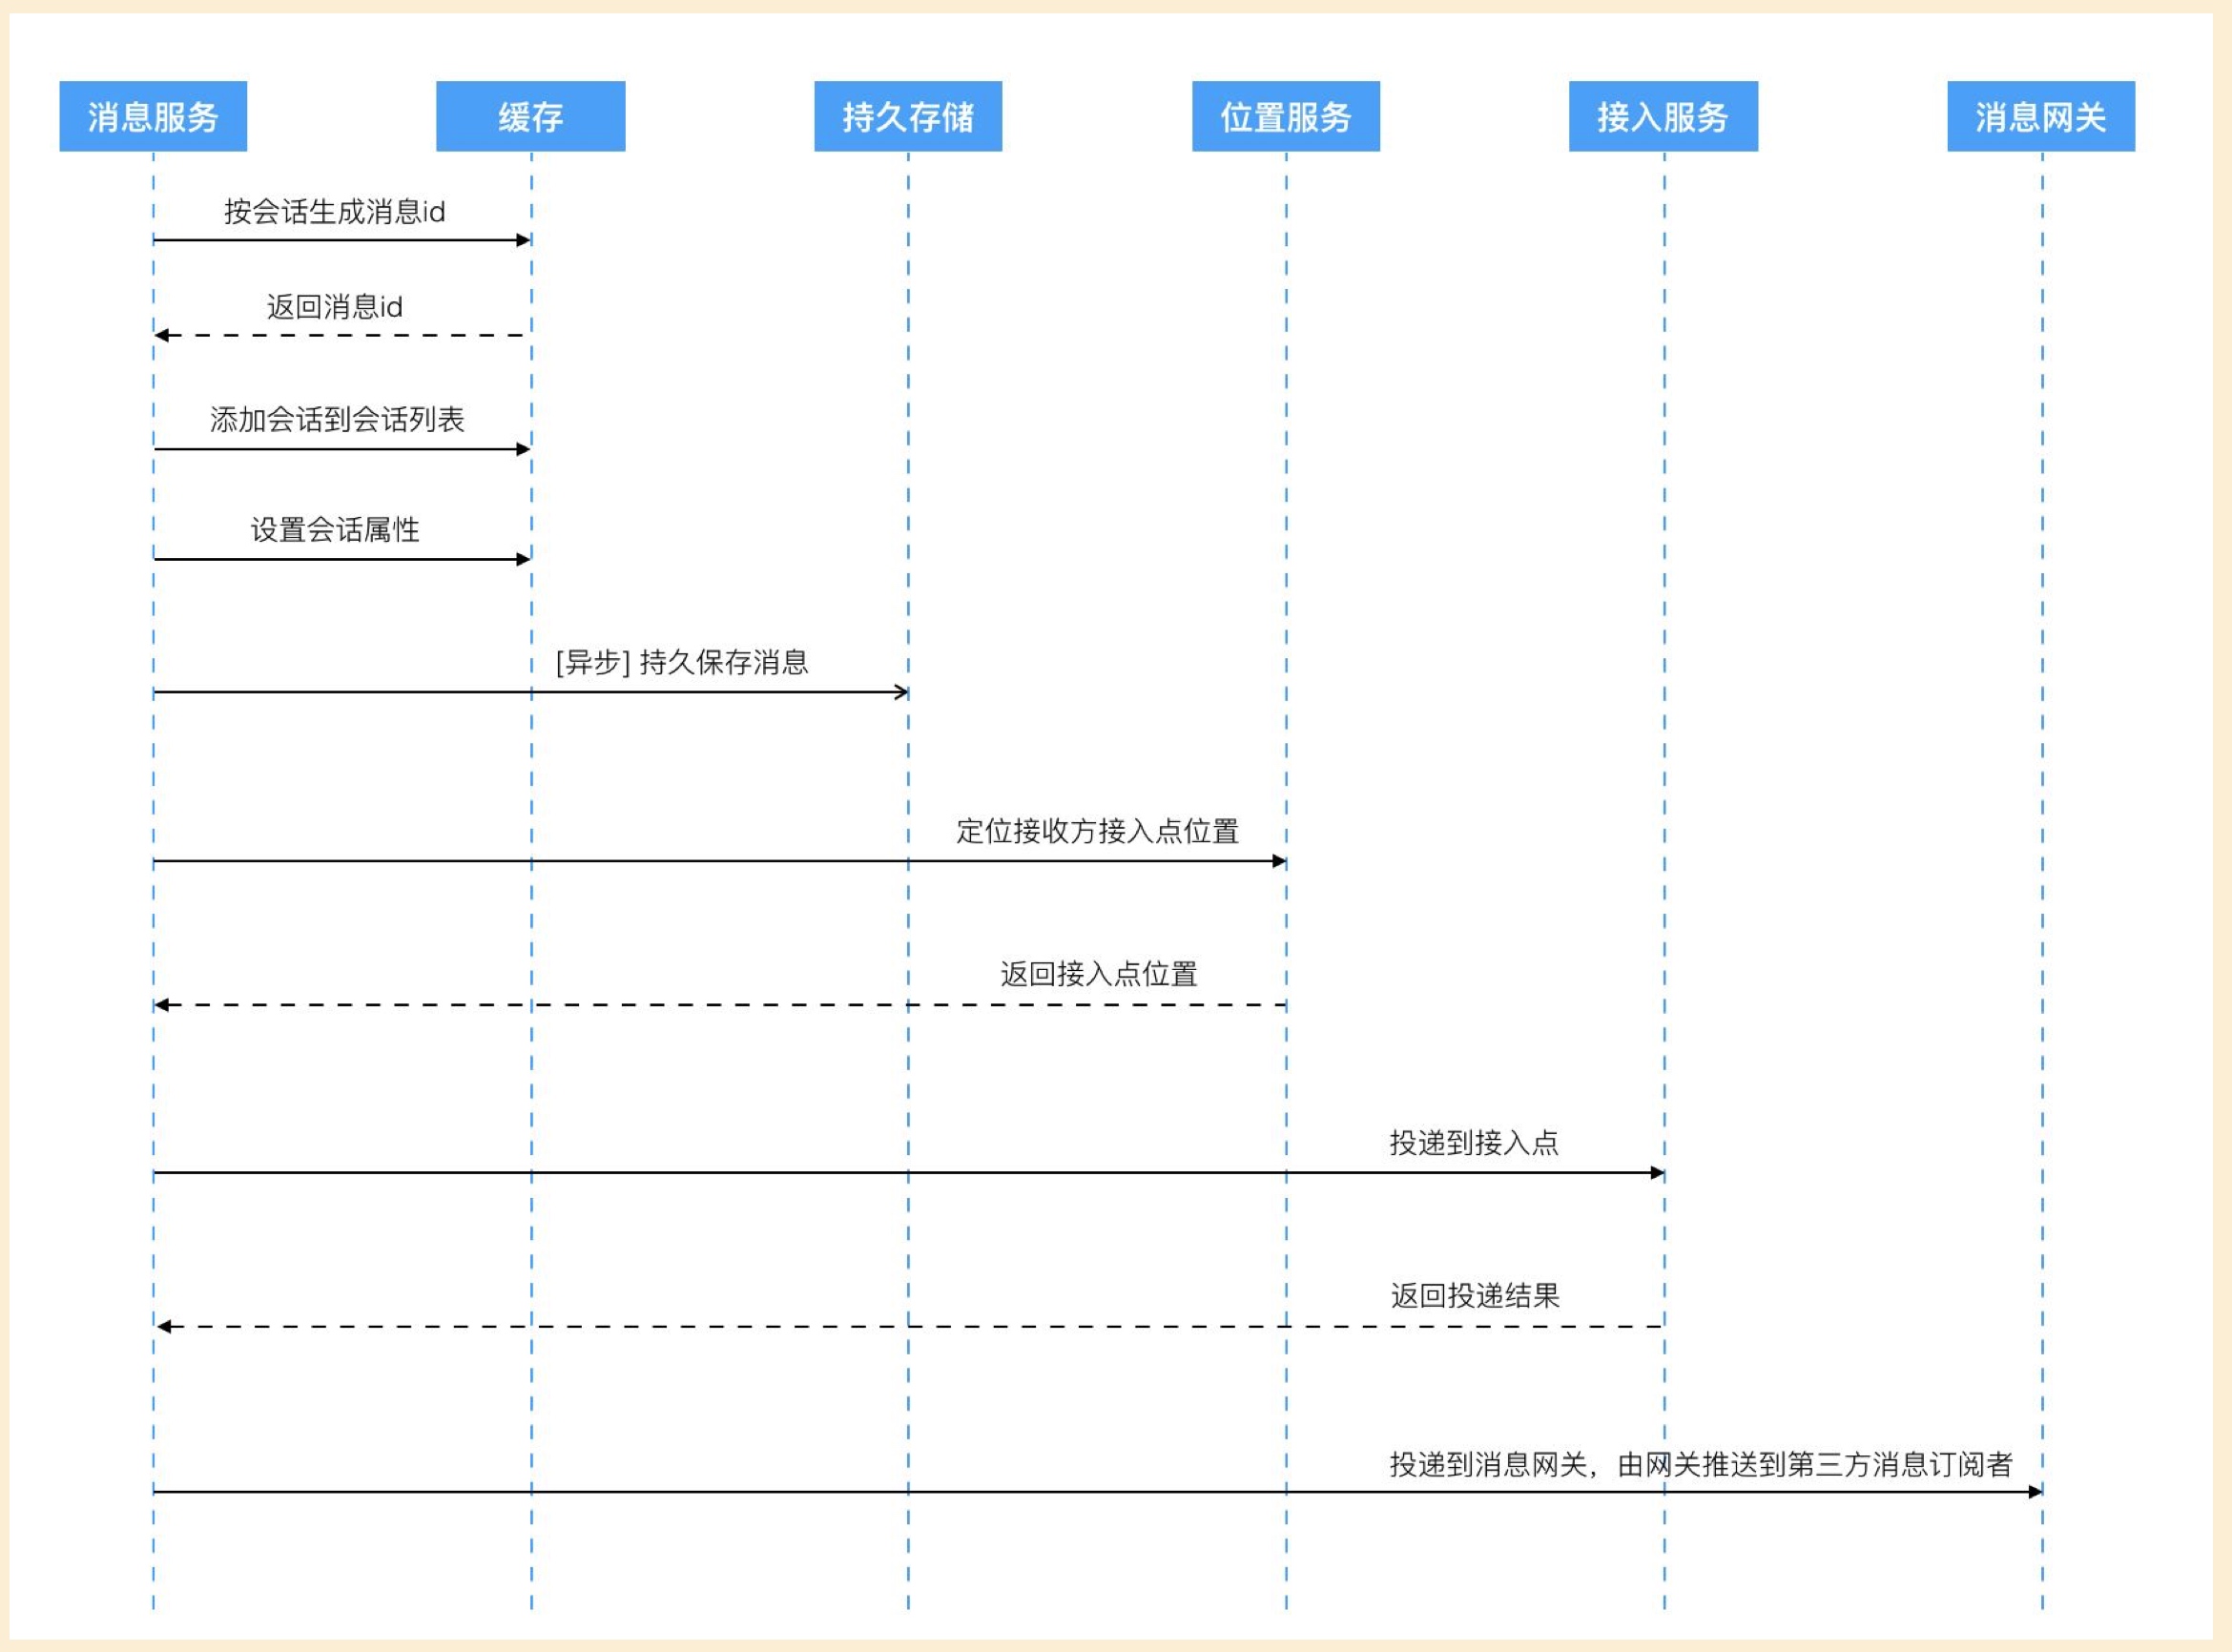 消息服务
缓存
持久存储
位置服务
接入服务
消息网关
按会话生成消息id
返回消息id
添加会话到会话列表
设置会话属性
[异步] 持久保存消息
定位接收方接入点位置
返回接入点位置
投递到接入点
返回投递结果
投递到消息网关，由网关推送到第三方消息订阅者